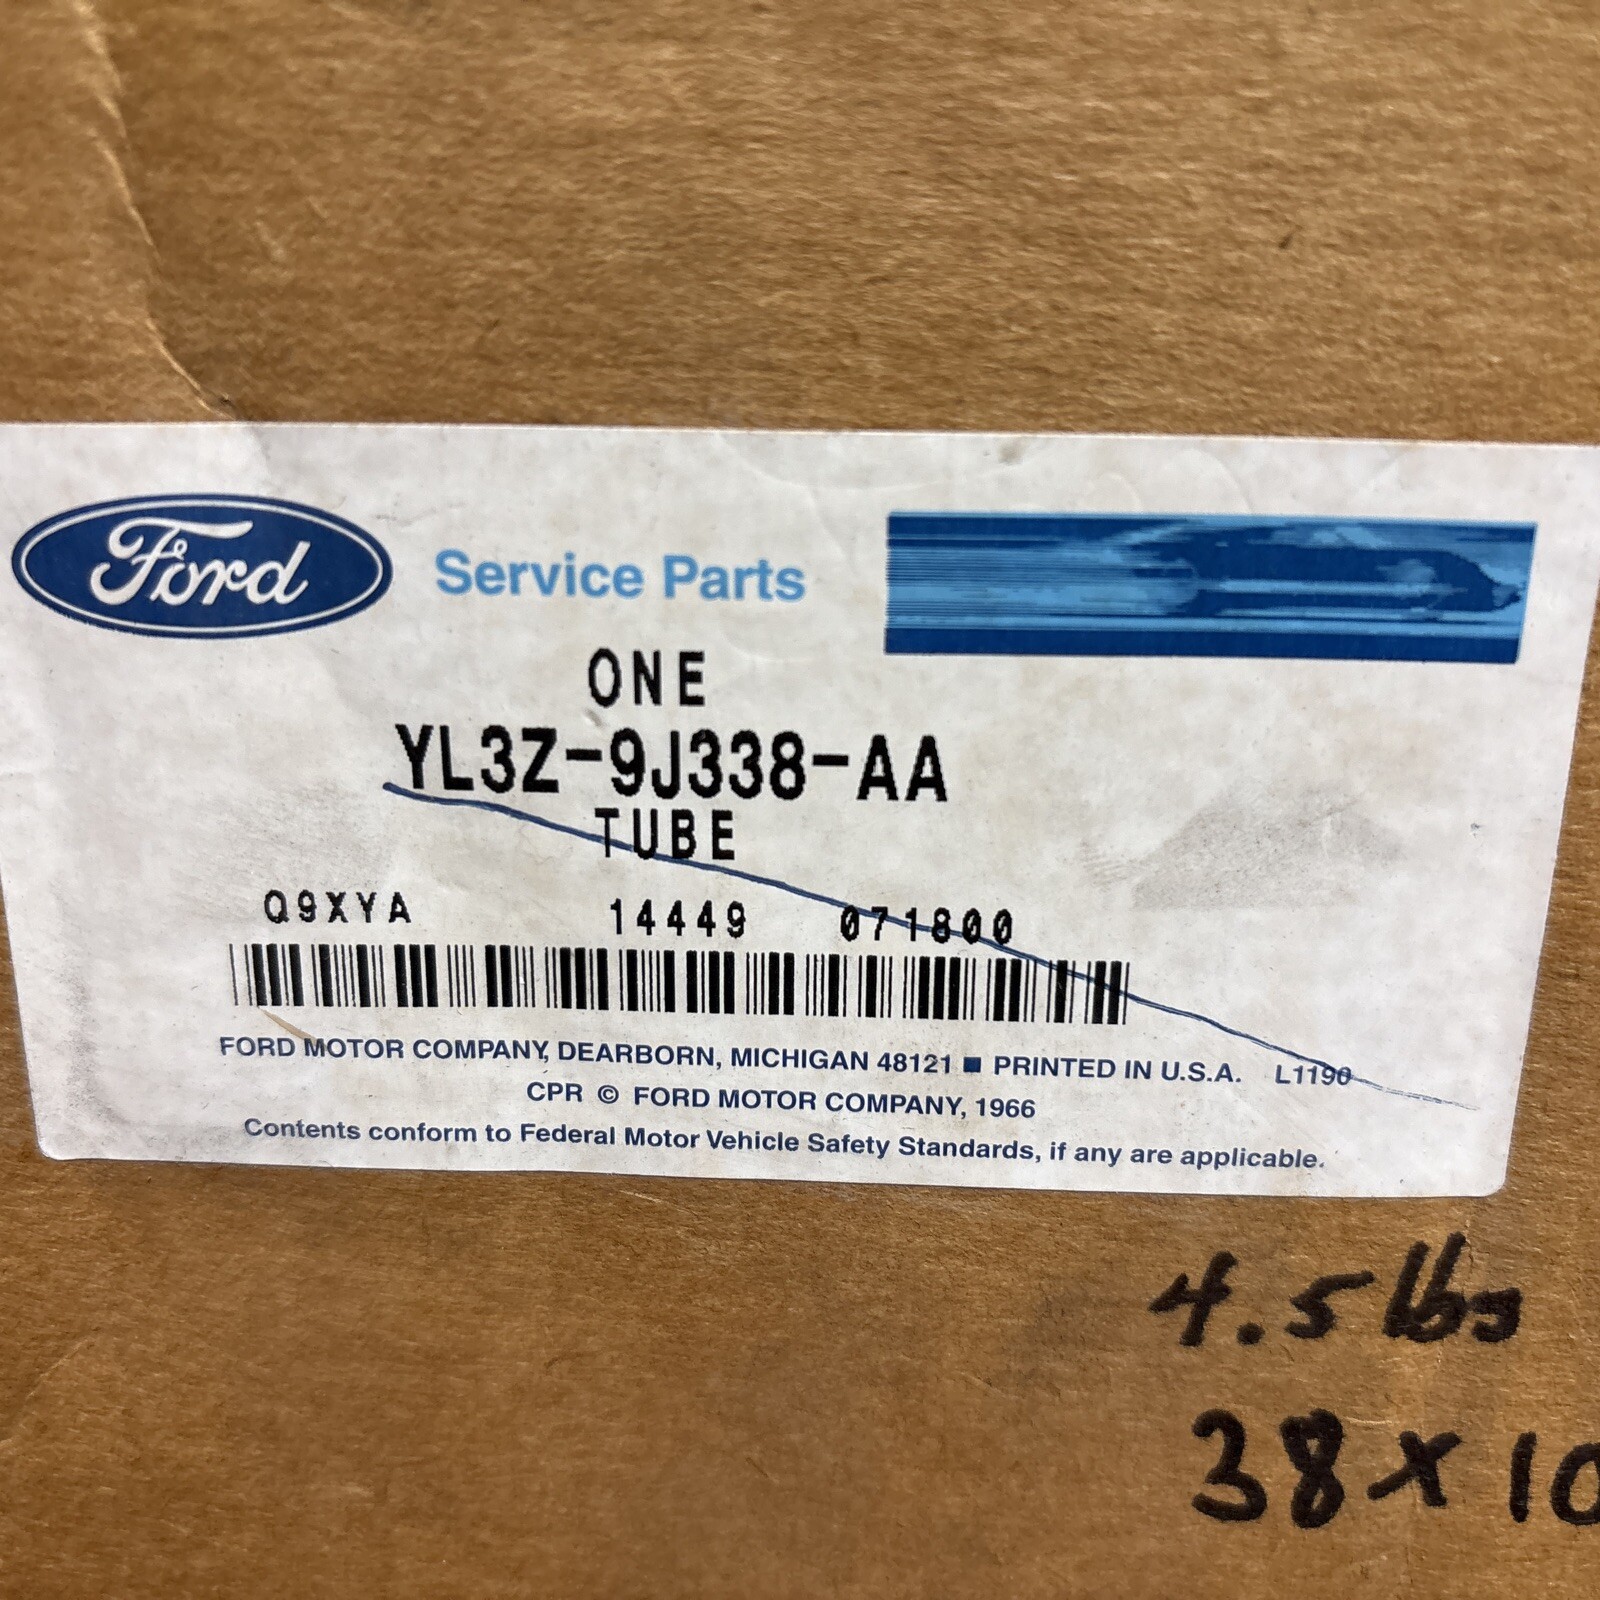 Ford Service Parts
ONE
YL3Z-9J338-AA
TUBE
Q9XYA 14449 071800
FORD MOTOR COMPANY, DEARBORN, MICHIGAN 48121 ■ PRINTED IN U.S.A. L1190
CPR © FORD MOTOR COMPANY, 1966
Contents conform to Federal Motor Vehicle Safety Standards, if any are applicable.
4.5 lbs
38 x 10